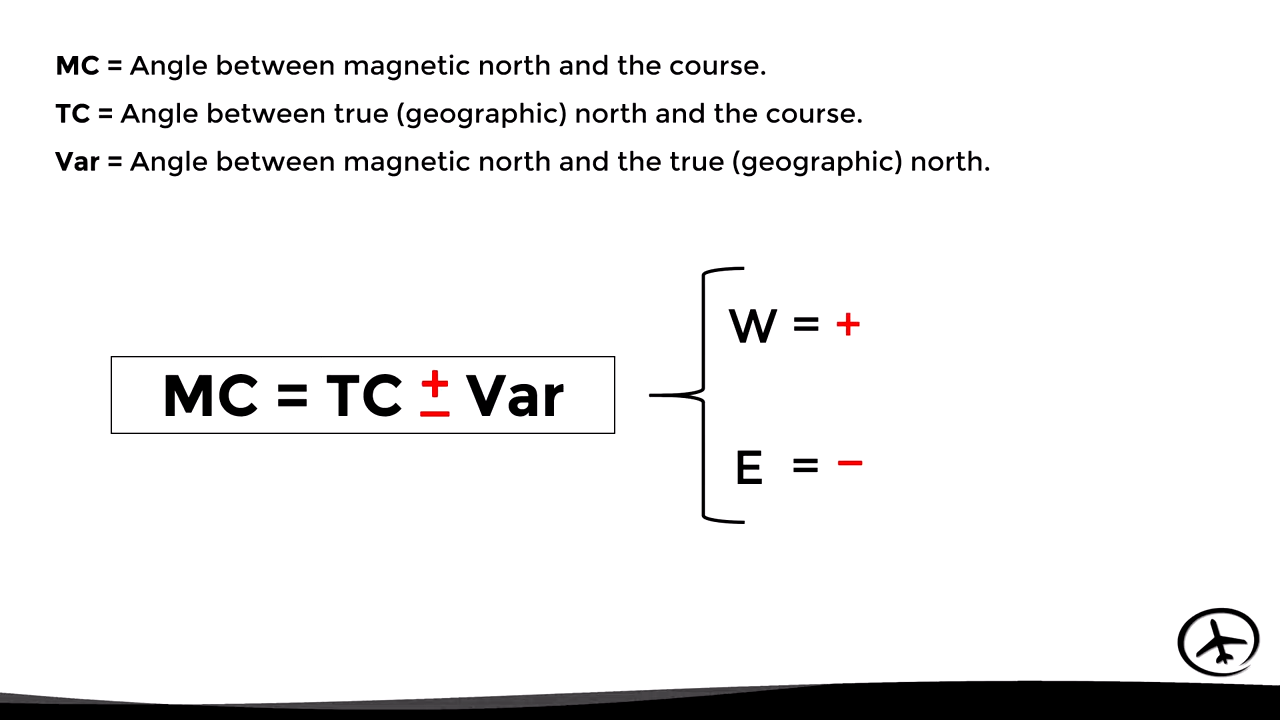 MC = Angle between magnetic north and the course.
TC = Angle between true (geographic) north and the course.
Var = Angle between magnetic north and the true (geographic) north.
MC = TC ± Var
W = +
E = −